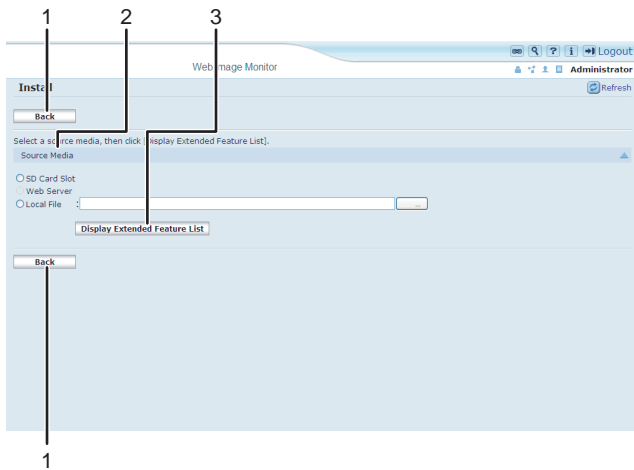 1 2 3
Logout
Web Image Monitor
Administrator
Install
Refresh
Back
Select a source media, then click [Display Extended Feature List].
Source Media
SD Card Slot
Web Server
Local File :
...
Display Extended Feature List
Back
1